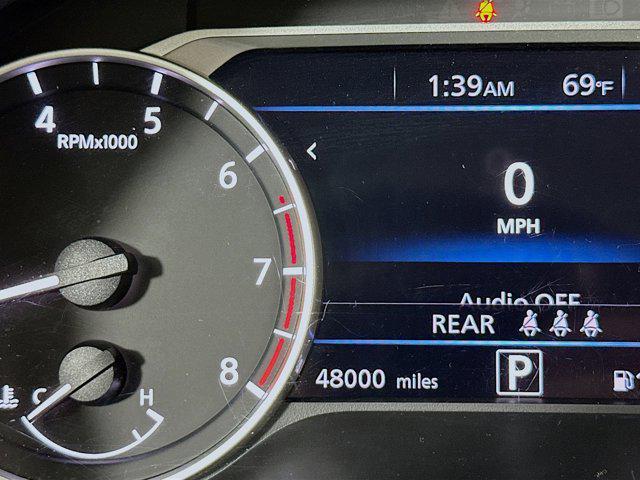 1:39AM 69°F
4 5
RPMx1000
6
0
MPH
7
Audio OFF
REAR
8
48000 miles P
C H